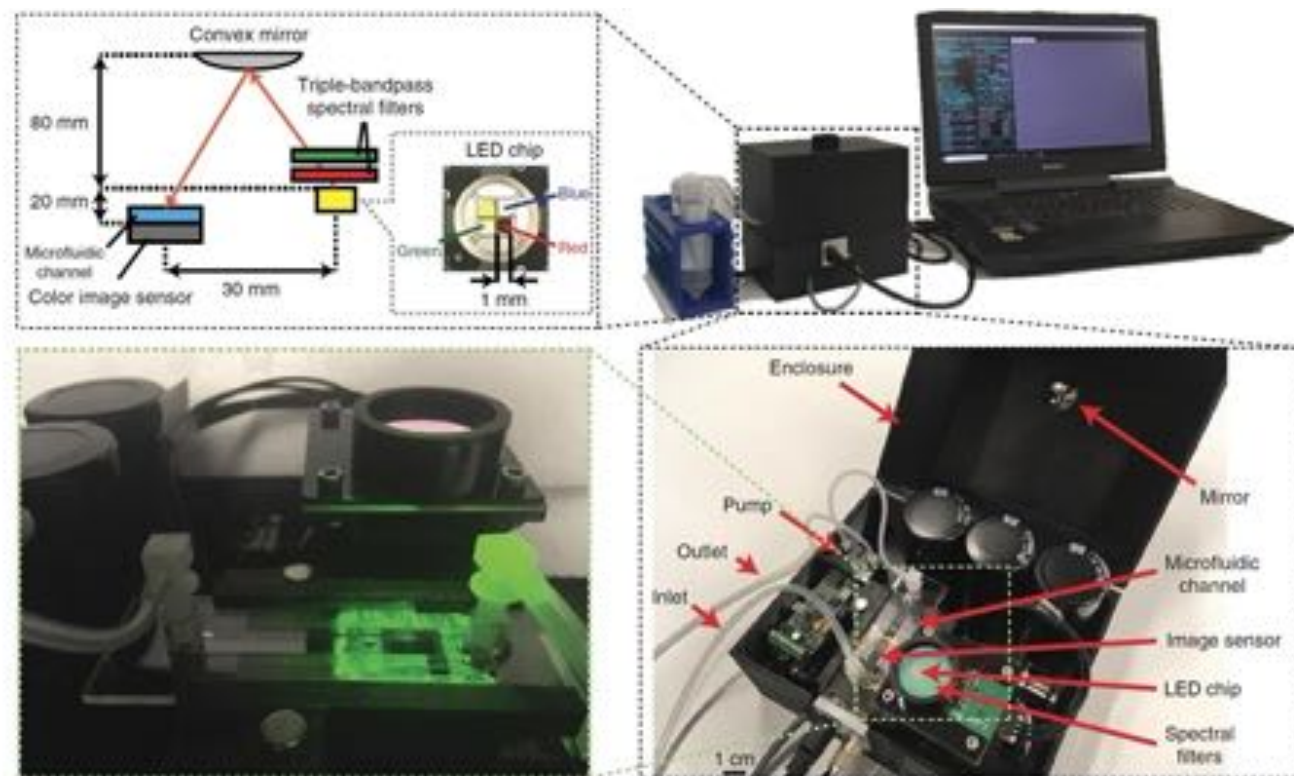 Convex mirror
Triple-bandpass
spectral filters
80 mm
LED chip
Blue
20 mm
Green
Red
Microfluidic
channel
Color image sensor
30 mm
1 mm
Enclosure
Mirror
Pump
Outlet
Microfluidic
channel
Inlet
Image sensor
LED chip
Spectral
filters
1 cm